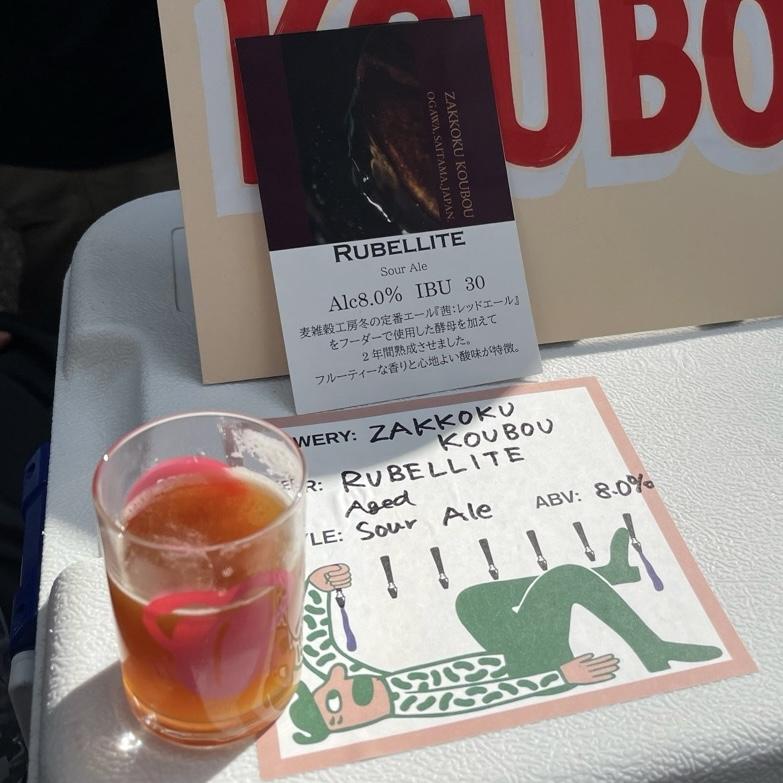 KOUBO
ZAKKOKU KOUBOU
OGAWA.SAITAMA.JAPAN
RUBELLITE
Sour Ale
Alc8.0% IBU 30
麦雑穀工房冬の定番エール『茜：レッドエール』
をフーダーで使用した酵母を加えて
2年間熟成させました。
フルーティーな香りと心地よい酸味が特徴。
WERY: ZAKKOKU
KOUBOU
R: RUBELLITE
Aged
YLE: Sour Ale ABV: 8.0%